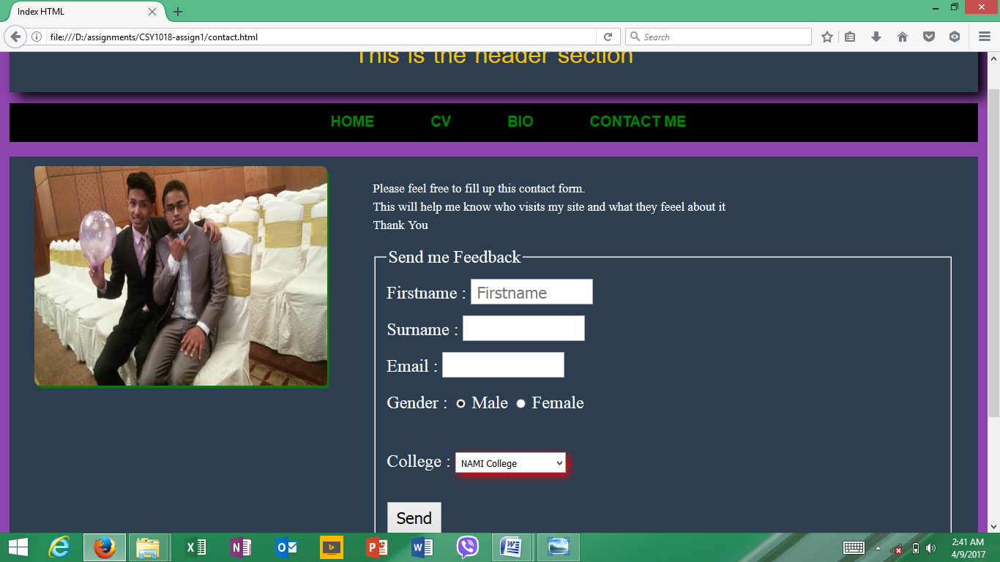 Index HTML
file:///D:/assignments/CSY1018-assign1/contact.html
Search
This is the header section
HOME CV BIO CONTACT ME
Please feel free to fill up this contact form.
This will help me know who visits my site and what they feeel about it
Thank You
Send me Feedback
Firstname : Firstname
Surname :
Email :
Gender : Male Female
College : NAMI College
Send
2:41 AM
4/9/2017